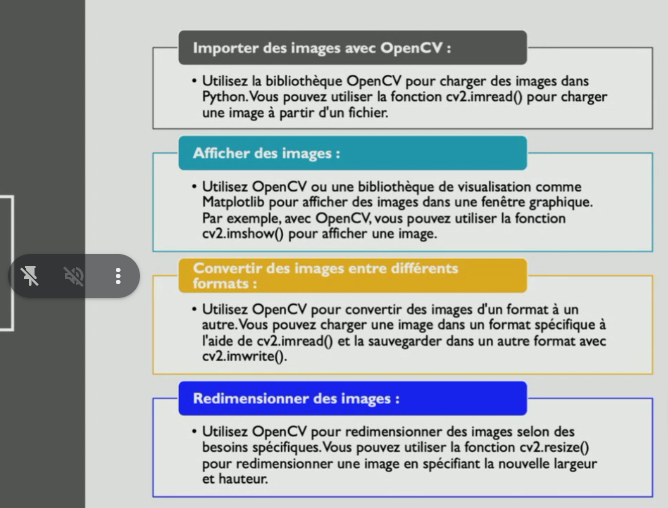 Importer des images avec OpenCV :
• Utilisez la bibliothèque OpenCV pour charger des images dans
Python.Vous pouvez utiliser la fonction cv2.imread() pour charger
une image à partir d'un fichier.
Afficher des images :
• Utilisez OpenCV ou une bibliothèque de visualisation comme
Matplotlib pour afficher des images dans une fenêtre graphique.
Par exemple, avec OpenCV, vous pouvez utiliser la fonction
cv2.imshow() pour afficher une image.
Convertir des images entre différents
formats :
• Utilisez OpenCV pour convertir des images d'un format à un
autre.Vous pouvez charger une image dans un format spécifique à
l'aide de cv2.imread() et la sauvegarder dans un autre format avec
cv2.imwrite().
Redimensionner des images :
• Utilisez OpenCV pour redimensionner des images selon des
besoins spécifiques.Vous pouvez utiliser la fonction cv2.resize()
pour redimensionner une image en spécifiant la nouvelle largeur
et hauteur.